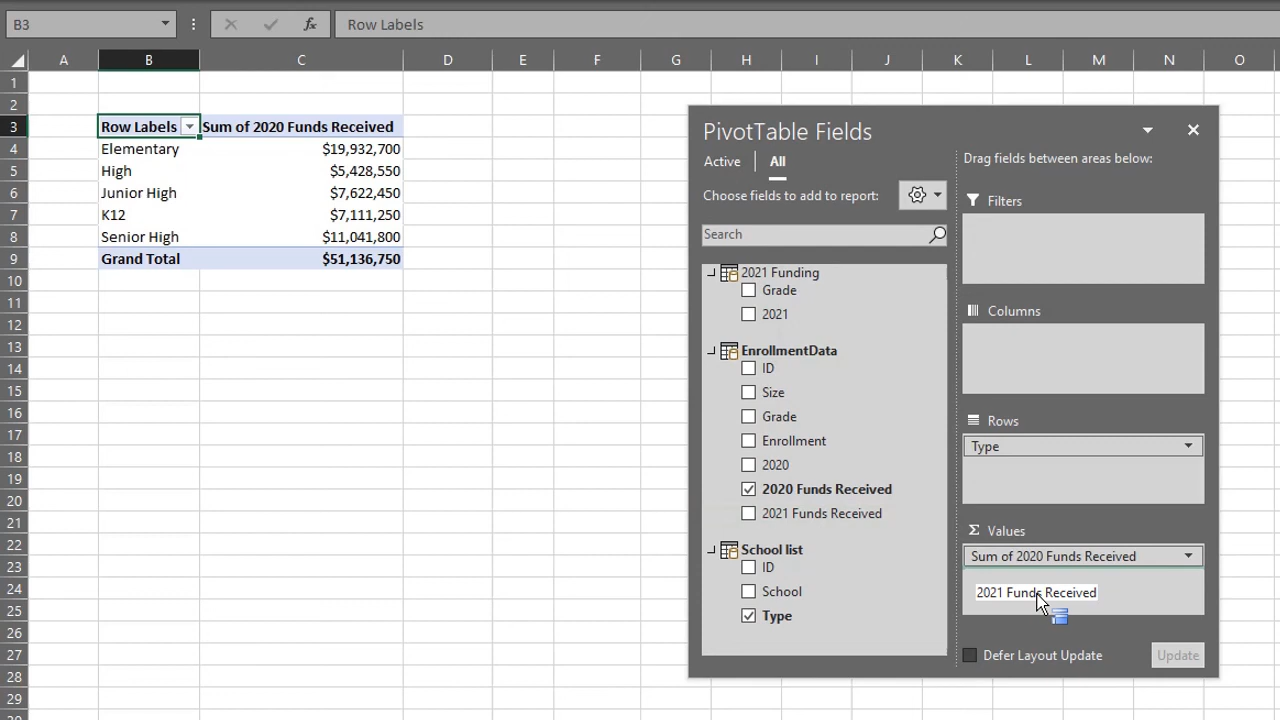 B3
fx
Row Labels
A B C D E F G H I J K L M N O
1
2
3 Row Labels Sum of 2020 Funds Received
4 Elementary $19,932,700
5 High $5,428,550
6 Junior High $7,622,450
7 K12 $7,111,250
8 Senior High $11,041,800
9 Grand Total $51,136,750
10
11
12
13
14
15
16
17
18
19
20
21
22
23
24
25
26
27
28
29
PivotTable Fields
Active All
Choose fields to add to report:
Search
2021 Funding
Grade
2021
EnrollmentData
ID
Size
Grade
Enrollment
2020
2020 Funds Received
2021 Funds Received
School list
ID
School
Type
Drag fields between areas below:
Filters
Columns
Rows
Type
Σ Values
Sum of 2020 Funds Received
2021 Funds Received
Defer Layout Update
Update